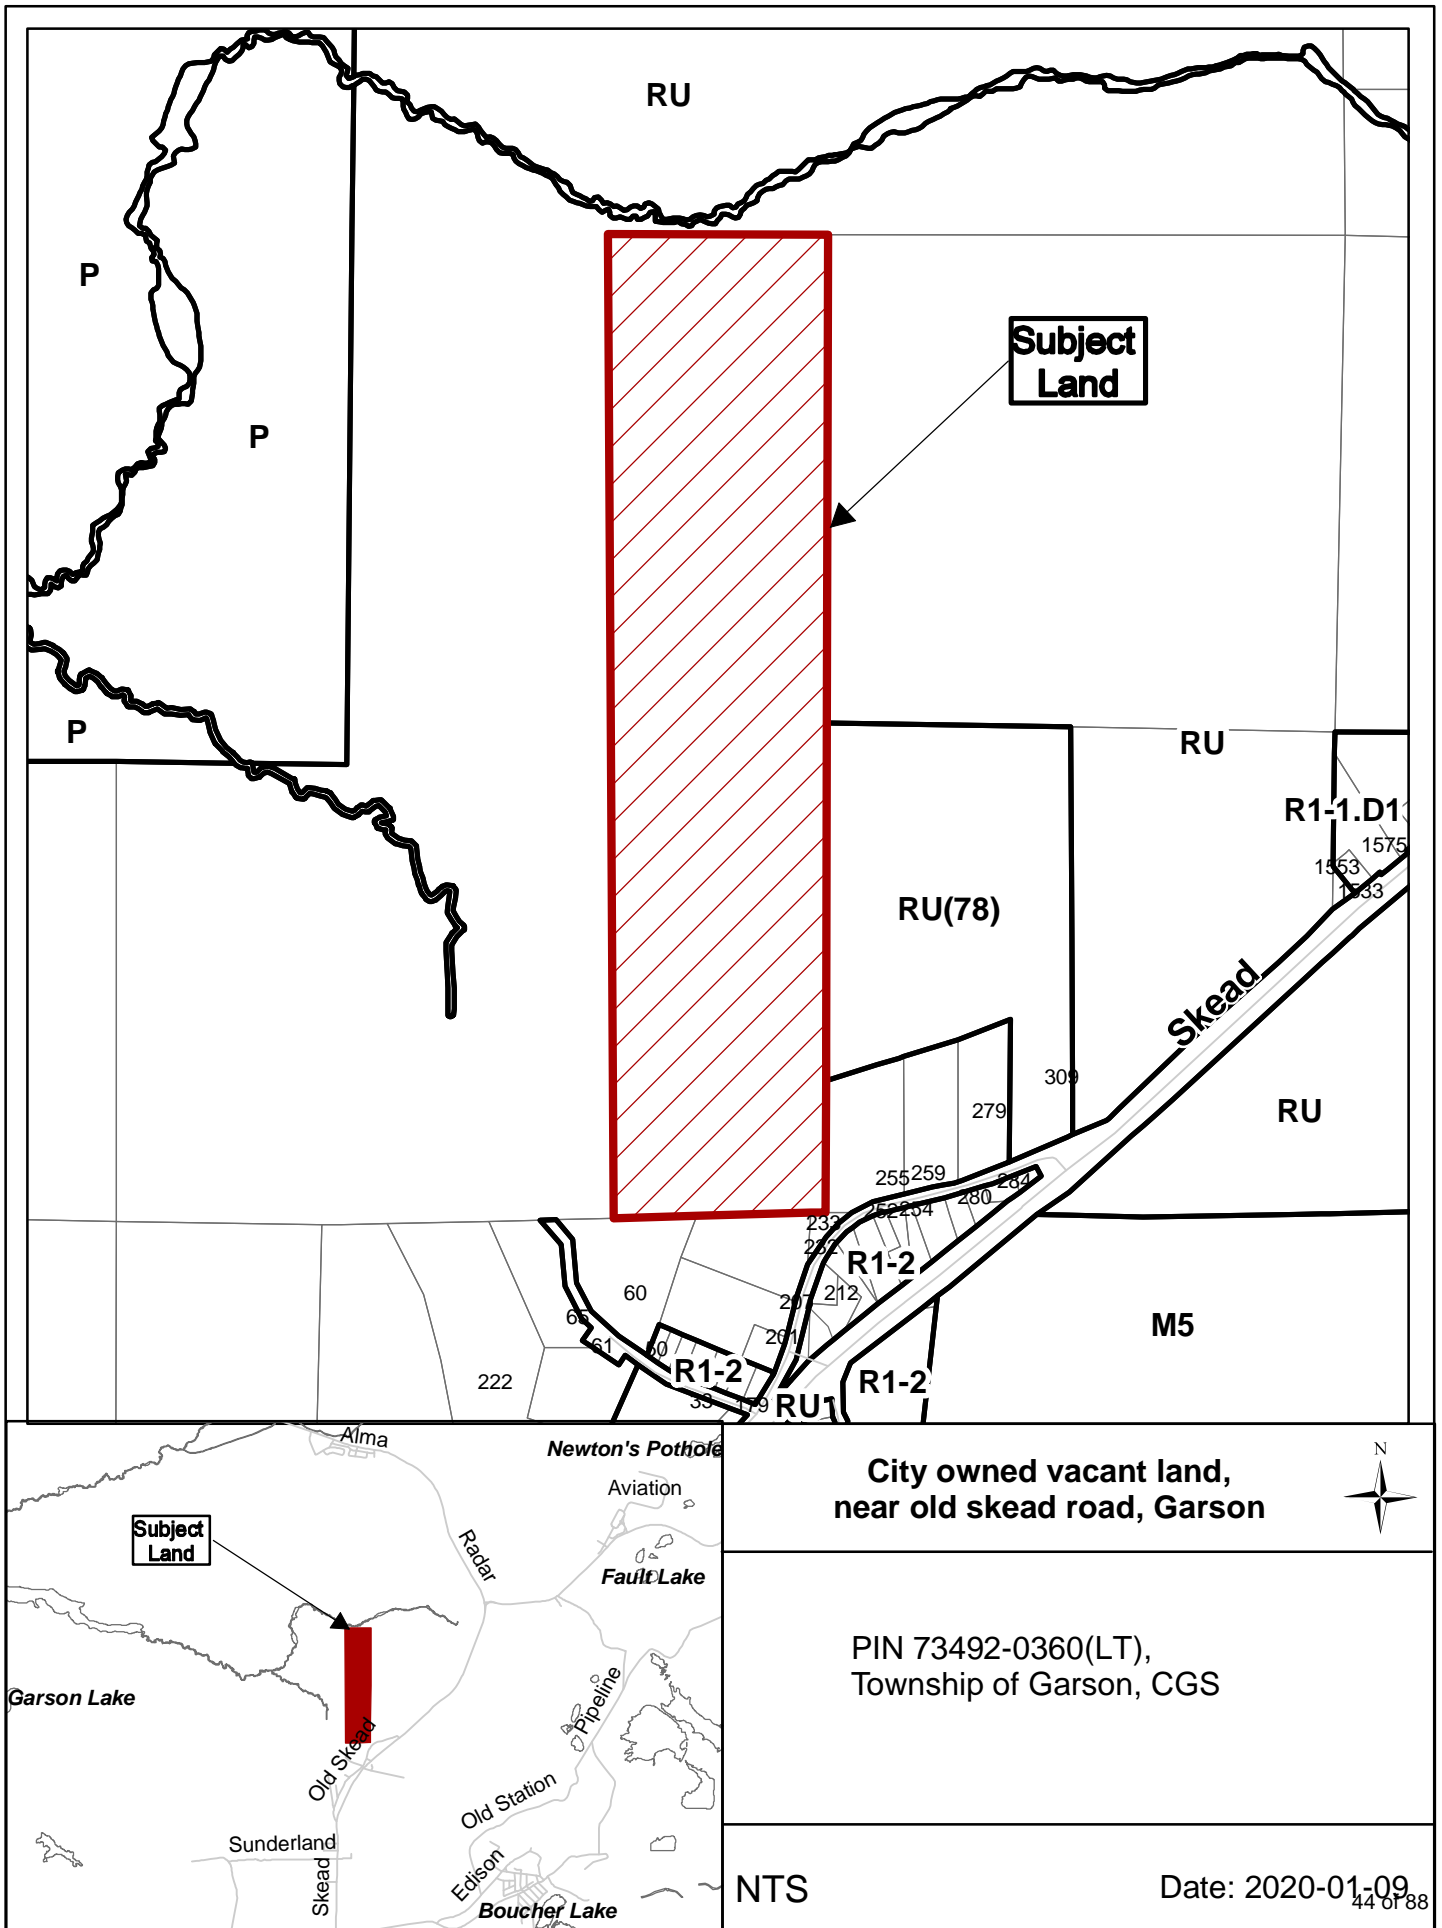 RU
P
Subject
Land
P
P
RU
R1-1.D1
1575
1553
1533
RU(78)
Skead
309
279
RU
255
259
284
280
252
254
233
232
R1-2
60
207
212
M5
65
61
50
201
R1-2
222
R1-2
33
179
RU
Alma
Newton's Pothole
Aviation
Subject
Land
Radar
Fault Lake
Garson Lake
Pipeline
Old Skead
Old Station
Sunderland
Skead
Edison
Boucher Lake
City owned vacant land,
near old skead road, Garson
N
PIN 73492-0360(LT),
Township of Garson, CGS
NTS
Date: 2020-01-09
44 of 88